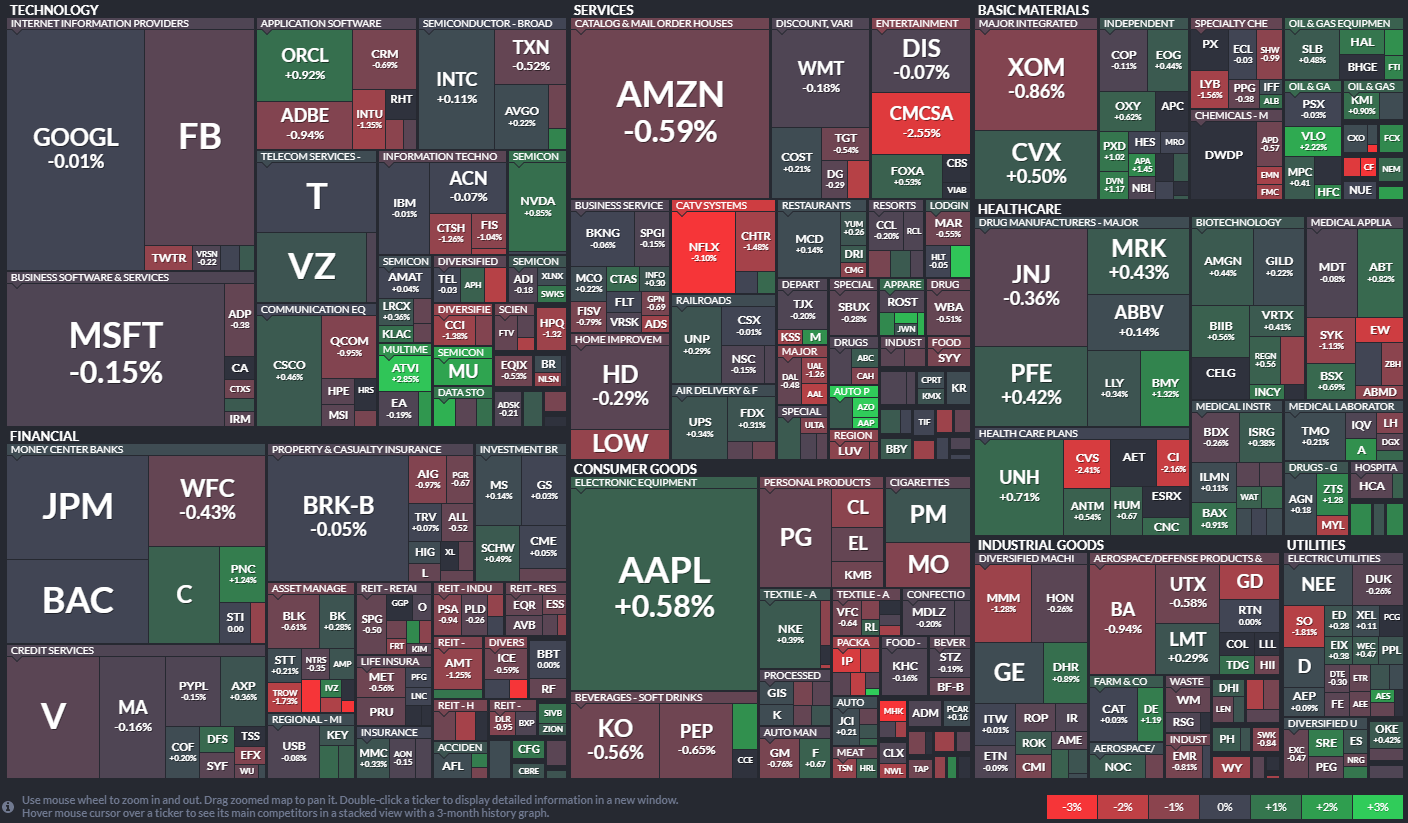 TECHNOLOGY
INTERNET INFORMATION PROVIDERS
GOOGL
-0.01%
FB
TWTR
VRSN
-0.22
APPLICATION SOFTWARE
ORCL
+0.92%
CRM
-0.69%
ADBE
-0.94%
INTU
-1.35%
RHT
SEMICONDUCTOR - BROAD
INTC
+0.11%
TXN
-0.52%
AVGO
+0.22%
TELECOM SERVICES -
T
VZ
INFORMATION TECHNO
IBM
-0.01%
ACN
-0.07%
CTSH
-1.26%
FIS
-1.04%
SEMICON
NVDA
+0.85%
BUSINESS SOFTWARE & SERVICES
MSFT
-0.15%
ADP
-0.38
CA
CTXS
IRM
COMMUNICATION EQ
CSCO
+0.46%
QCOM
-0.95%
HPE
HRS
MSI
SEMICON
AMAT
+0.04%
LRCX
+0.36%
KLAC
DIVERSIFIED
TEL
-0.03
APH
SEMICON
ADI
-0.18
XLNX
SWKS
MULTIME
ATVI
+2.85%
EA
-0.19%
DIVERSIFIE
CCI
-1.38%
SCIEN
FTV
HPQ
-1.32
SEMICON
MU
DATA STO
EQIX
-0.53%
BR
NLSN
ADSK
-0.21
FINANCIAL
MONEY CENTER BANKS
JPM
WFC
-0.43%
BAC
C
PNC
+1.24%
STI
0.00
PROPERTY & CASUALTY INSURANCE
BRK-B
-0.05%
AIG
-0.97%
PGR
-0.67
TRV
+0.07%
ALL
-0.52
HIG
XL
L
INVESTMENT BR
MS
+0.14%
GS
+0.03%
SCHW
+0.49%
CME
+0.05%
CREDIT SERVICES
V
MA
-0.16%
PYPL
-0.15%
AXP
+0.36%
COF
+0.20%
DFS
TSS
SYF
EFX
WU
ASSET MANAGE
BLK
-0.61%
BK
+0.28%
STT
+0.21%
NTRS
-0.35
AMP
TROW
-1.73%
IVZ
REGIONAL - MI
USB
-0.08%
KEY
REIT - RETAI
SPG
-0.50
GGP
O
FRT
KIM
LIFE INSURA
MET
-0.56%
PFG
LNC
PRU
INSURANCE
MMC
+0.33%
AON
-0.15
REIT - INDU
PSA
-0.94
PLD
-0.26
REIT - RES
EQR
ESS
AVB
REIT -
AMT
-1.25%
DIVERS
ICE
-0.59%
BBT
0.00%
RF
REIT - H
REIT -
DLR
-0.95
BXP
SIVB
ZION
ACCIDEN
AFL
CFG
CBRE
SERVICES
CATALOG & MAIL ORDER HOUSES
AMZN
-0.59%
DISCOUNT, VARI
WMT
-0.18%
COST
+0.21%
TGT
-0.54%
DG
-0.29
ENTERTAINMENT
DIS
-0.07%
CMCSA
-2.55%
FOXA
+0.53%
CBS
VIAB
BUSINESS SERVICE
BKNG
-0.06%
SPGI
-0.15%
MCO
+0.22%
CTAS
INFO
+0.30
FLT
GPN
-0.69
FISV
-0.79%
VRSK
ADS
CATV SYSTEMS
NFLX
-3.10%
CHTR
-1.48%
RESTAURANTS
MCD
+0.14%
YUM
+0.26
DRI
CMG
RESORTS
CCL
-0.20%
RCL
LODGIN
MAR
-0.55%
HLT
-0.05
HOME IMPROVEM
HD
-0.29%
LOW
RAILROADS
UNP
+0.29%
CSX
-0.01%
NSC
-0.15%
AIR DELIVERY & F
UPS
+0.34%
FDX
+0.31%
DEPART
TJX
-0.20%
KSS
M
SPECIAL
SBUX
-0.28%
APPARE
ROST
JWN
DRUG
WBA
-0.51%
MAJOR
DAL
-0.48
UAL
-1.26
AAL
DRUGS
ABC
CAH
INDUST
FOOD
SYY
AUTO P
AZO
AAP
CPRT
KMX
KR
SPECIAL
ULTA
TIF
REGION
LUV
BBY
CONSUMER GOODS
ELECTRONIC EQUIPMENT
AAPL
+0.58%
PERSONAL PRODUCTS
PG
CL
EL
KMB
CIGARETTES
PM
MO
BEVERAGES - SOFT DRINKS
KO
-0.56%
PEP
-0.65%
CCE
TEXTILE - A
NKE
+0.39%
TEXTILE - A
VFC
-0.64
RL
CONFECTIO
MDLZ
-0.20%
PACKA
IP
FOOD -
KHC
-0.16%
BEVER
STZ
-0.19%
BF-B
PROCESSED
GIS
K
AUTO
JCI
+0.21
MHK
ADM
PCAR
+0.16
AUTO MAN
GM
-0.76%
F
+0.67
MEAT
TSN
HRL
CLX
NWL
TAP
BASIC MATERIALS
MAJOR INTEGRATED
XOM
-0.86%
CVX
+0.50%
INDEPENDENT
COP
-0.11%
EOG
+0.44%
OXY
+0.62%
APC
PXD
+1.02
HES
MRO
APA
+1.45
DVN
+1.17
NBL
SPECIALTY CHE
PX
ECL
-0.03
SHW
-0.99
LYB
-1.56%
PPG
-0.38
IFF
ALB
CHEMICALS - M
DWDP
APD
-0.57
EMN
FMC
OIL & GAS EQUIPMEN
SLB
+0.48%
HAL
BHGE
FTI
OIL & GA
PSX
-0.03%
VLO
+2.22%
MPC
+0.41
HFC
OIL & GAS
KMI
+0.90%
CXO
FCX
CF
NEM
NUE
HEALTHCARE
DRUG MANUFACTURERS - MAJOR
JNJ
-0.36%
MRK
+0.43%
ABBV
+0.14%
PFE
+0.42%
LLY
+0.34%
BMY
+1.32%
BIOTECHNOLOGY
AMGN
+0.44%
GILD
+0.22%
BIIB
+0.56%
VRTX
+0.41%
REGN
+0.56
CELG
INCY
MEDICAL APPLIA
MDT
-0.08%
ABT
+0.82%
SYK
-1.13%
EW
ZBH
BSX
+0.69%
ABMD
HEALTH CARE PLANS
UNH
+0.71%
CVS
-2.41%
AET
CI
-2.16%
ANTM
+0.54%
HUM
+0.67
ESRX
CNC
MEDICAL INSTR
BDX
-0.26%
ISRG
+0.38%
ILMN
+0.11%
WAT
BAX
+0.91%
MEDICAL LABORATOR
TMO
+0.21%
IQV
LH
A
DGX
DRUGS - G
AGN
+0.18
ZTS
+1.28
MYL
HOSPITA
HCA
INDUSTRIAL GOODS
DIVERSIFIED MACHI
MMM
-1.28%
HON
-0.26%
GE
DHR
+0.89%
ITW
+0.01%
ROP
IR
ROK
AME
ETN
-0.09%
CMI
AEROSPACE/DEFENSE PRODUCTS &
BA
-0.94%
UTX
-0.58%
GD
LMT
+0.29%
RTN
0.00%
COL
LLL
TDG
HII
FARM & CO
CAT
+0.03%
DE
+1.19
AEROSPACE/
NOC
WASTE
WM
RSG
DHI
LEN
INDUST
EMR
-0.81%
PH
SWK
-0.84
WY
UTILITIES
ELECTRIC UTILITIES
NEE
DUK
-0.26%
SO
-1.81%
ED
+0.28
XEL
+0.11
PCG
EIX
+0.38
WEC
+0.47
PPL
D
DTE
-0.30
ETR
AEP
+0.09%
FE
AEE
AES
DIVERSIFIED U
EXC
-0.47
SRE
ES
OKE
+0.42%
PEG
NRG
Use mouse wheel to zoom in and out. Drag zoomed map to pan it. Double-click a ticker to display detailed information in a new window.
Hover mouse cursor over a ticker to see its main competitors in a stacked view with a 3-month history graph.
-3%
-2%
-1%
0%
+1%
+2%
+3%